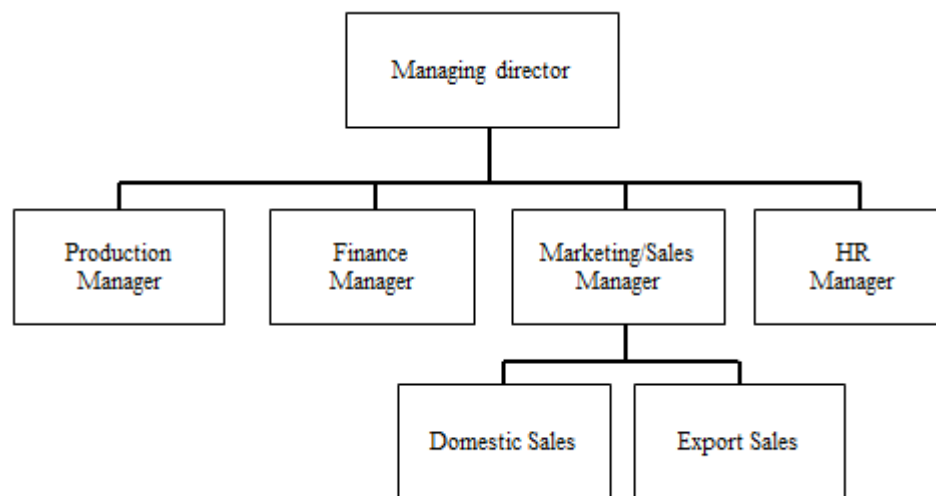 Managing director
Production
Manager
Finance
Manager
Marketing/Sales
Manager
HR
Manager
Domestic Sales
Export Sales